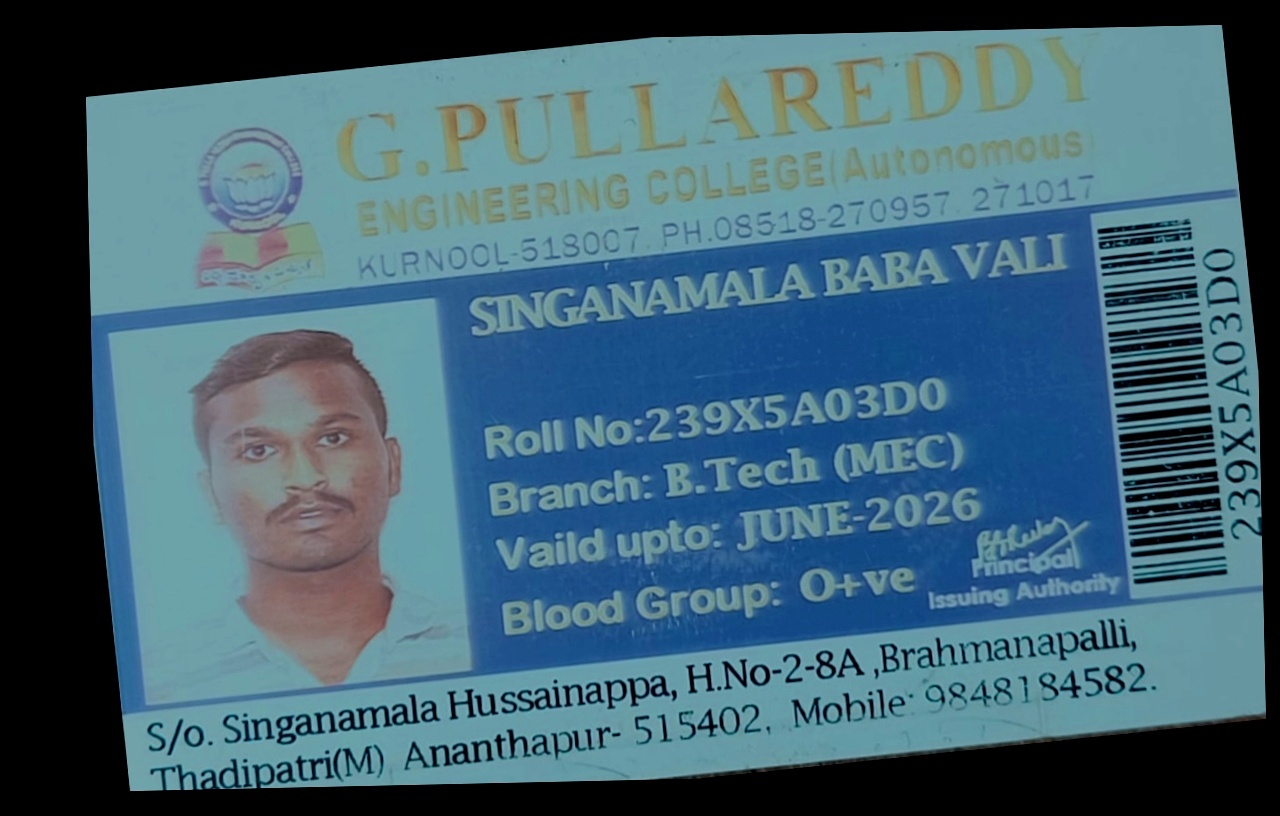 G.PULLAREDDY
ENGINEERING COLLEGE(Autonomous)
KURNOOL-518007. PH.08518-270957, 271017
SINGANAMALA BABA VALI
Roll No:239X5A03D0
Branch: B.Tech (MEC)
Vaild upto: JUNE-2026
Blood Group: O+ve
Principal
Issuing Authority
239X5A03D0
S/o. Singanamala Hussainappa, H.No-2-8A ,Brahmanapalli,
Thadipatri(M) Ananthapur- 515402, Mobile: 9848184582.